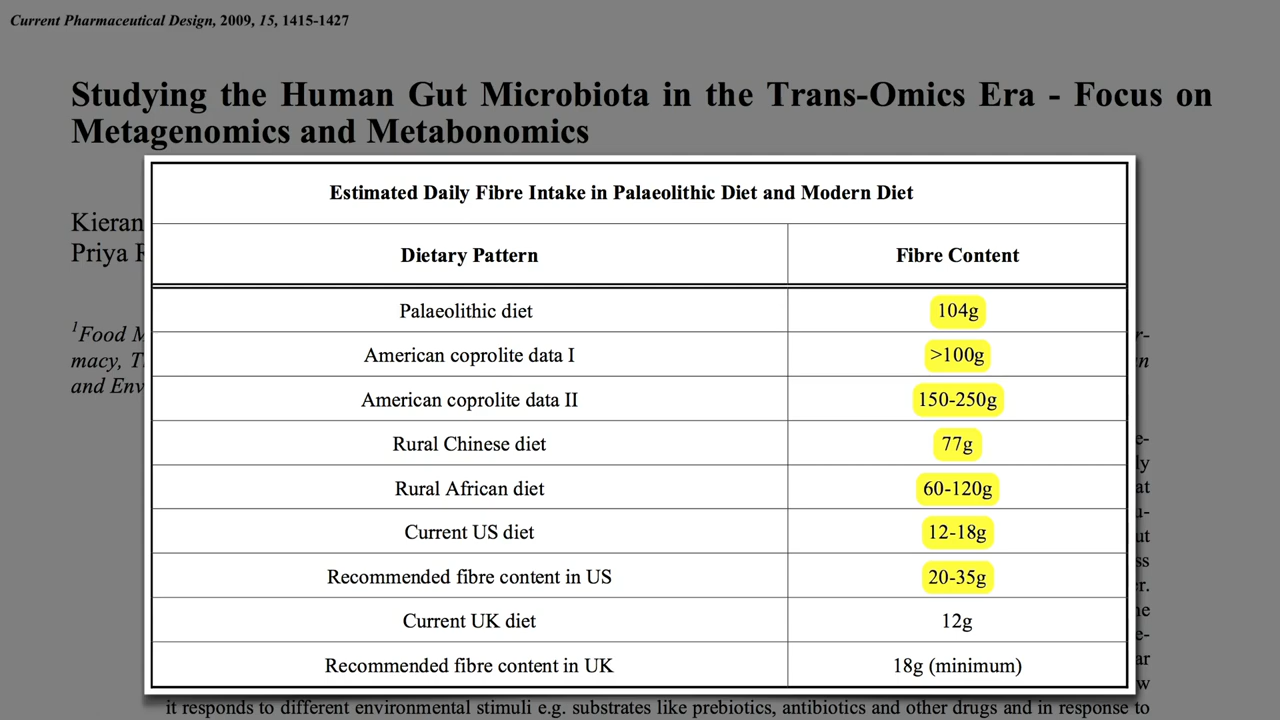 Current Pharmaceutical Design, 2009, 15, 1415-1427
Studying the Human Gut Microbiota in the Trans-Omics Era - Focus on
Metagenomics and Metabonomics
Kieran
Priya
1Food
macy,
and Env
Estimated Daily Fibre Intake in Palaeolithic Diet and Modern Diet
Dietary Pattern Fibre Content
Palaeolithic diet 104g
American coprolite data I >100g
American coprolite data II 150-250g
Rural Chinese diet 77g
Rural African diet 60-120g
Current US diet 12-18g
Recommended fibre content in US 20-35g
Current UK diet 12g
Recommended fibre content in UK 18g (minimum)
it responds to different environmental stimuli e.g. substrates like prebiotics, antibiotics and other drugs and in response to